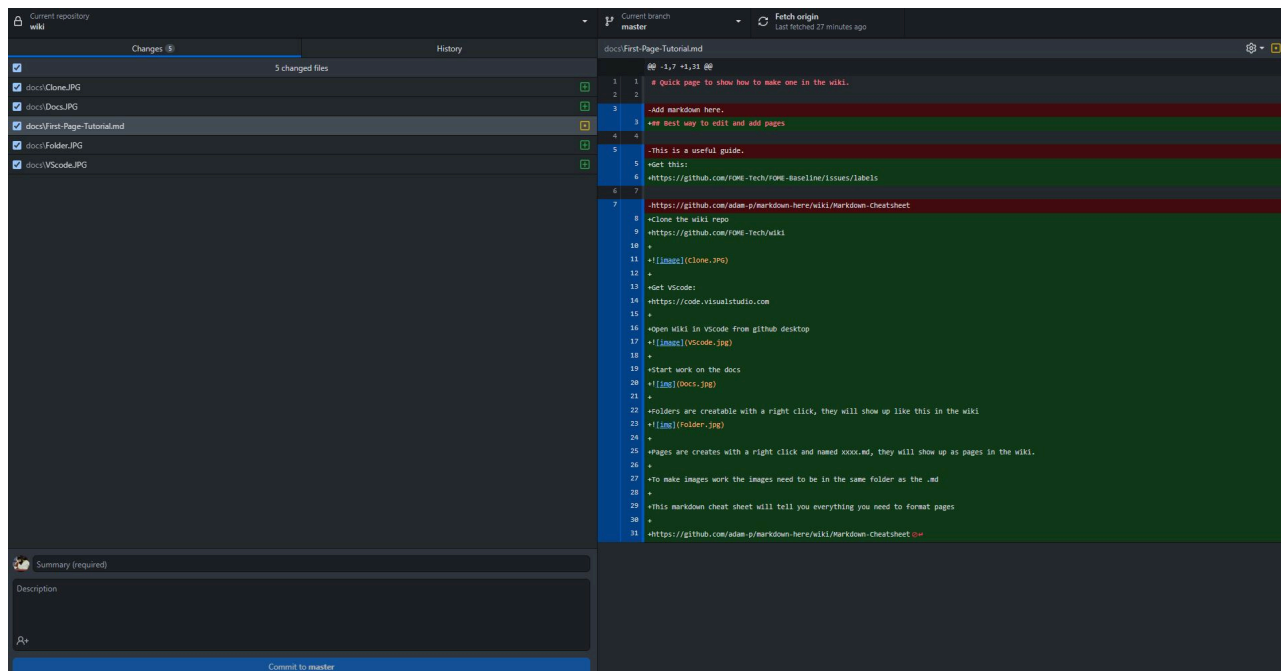 Current repository
wiki
Current branch
master
Fetch origin
Last fetched 27 minutes ago
Changes 5
History
5 changed files
docs\Clone.JPG
docs\Docs.JPG
docs\First-Page-Tutorial.md
docs\Folder.JPG
docs\VScode.JPG
Summary (required)
Description
Commit to master
docs\First-Page-Tutorial.md
@@ -1,7 +1,31 @@
1 1 # Quick page to show how to make one in the wiki.
2 2
3 -Add markdown here.
3 +## Best way to edit and add pages
4 4
5 -This is a useful guide.
5 +Get this:
6 +https://github.com/FOME-Tech/FOME-Baseline/issues/labels
6 7
7 -https://github.com/adam-p/markdown-here/wiki/Markdown-Cheatsheet
8 +Clone the wiki repo
9 +https://github.com/FOME-Tech/wiki
10 +
11 +![image](Clone.JPG)
12 +
13 +Get VScode:
14 +https://code.visualstudio.com
15 +
16 +Open Wiki in VScode from github desktop
17 +![image](VScode.jpg)
18 +
19 +Start work on the docs
20 +![img](Docs.jpg)
21 +
22 +Folders are creatable with a right click, they will show up like this in the wiki
23 +![img](Folder.jpg)
24 +
25 +Pages are creates with a right click and named xxxx.md, they will show up as pages in the wiki.
26 +
27 +To make images work the images need to be in the same folder as the .md
28 +
29 +This markdown cheat sheet will tell you everything you need to format pages
30 +
31 +https://github.com/adam-p/markdown-here/wiki/Markdown-Cheatsheet